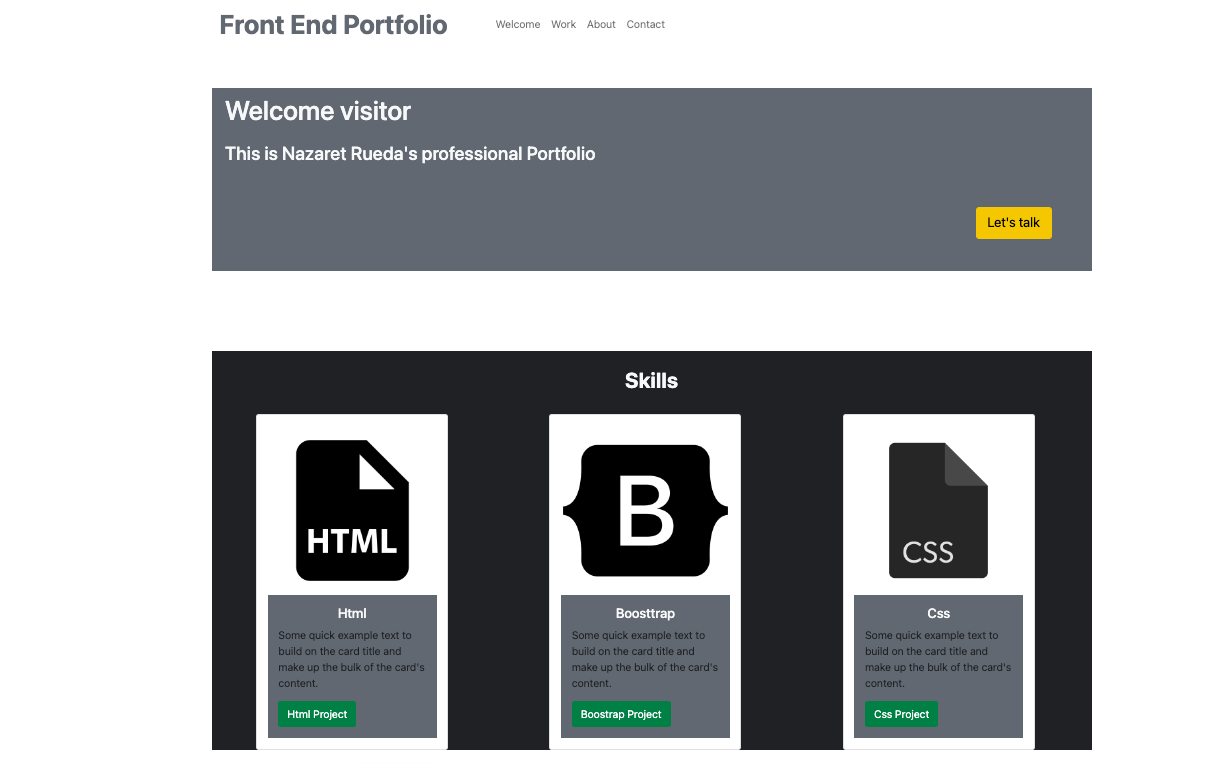 Front End Portfolio
Welcome Work About Contact
Welcome visitor
This is Nazaret Rueda's professional Portfolio
Let's talk
Skills
HTML
Html
Some quick example text to
build on the card title and
make up the bulk of the card's
content.
Html Project
B
Boosttrap
Some quick example text to
build on the card title and
make up the bulk of the card's
content.
Boostrap Project
CSS
Css
Some quick example text to
build on the card title and
make up the bulk of the card's
content.
Css Project